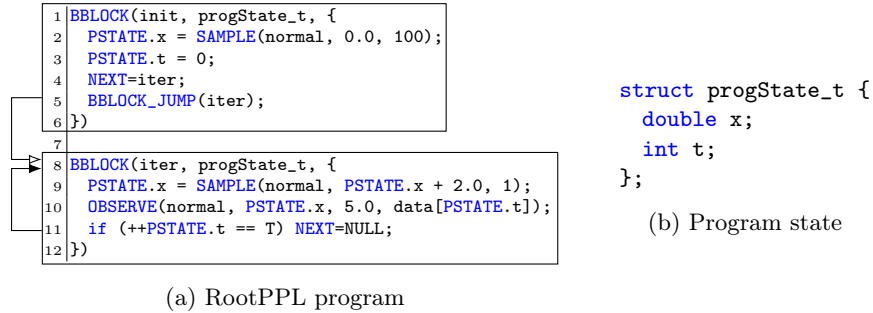 1 BBLOCK(init, progState_t, {
2 PSTATE.x = SAMPLE(normal, 0.0, 100);
3 PSTATE.t = 0;
4 NEXT=iter;
5 BBLOCK_JUMP(iter);
6 })
7
8 BBLOCK(iter, progState_t, {
9 PSTATE.x = SAMPLE(normal, PSTATE.x + 2.0, 1);
10 OBSERVE(normal, PSTATE.x, 5.0, data[PSTATE.t]);
11 if (++PSTATE.t == T) NEXT=NULL;
12 })
(a) RootPPL program
struct progState_t {
double x;
int t;
};
(b) Program state